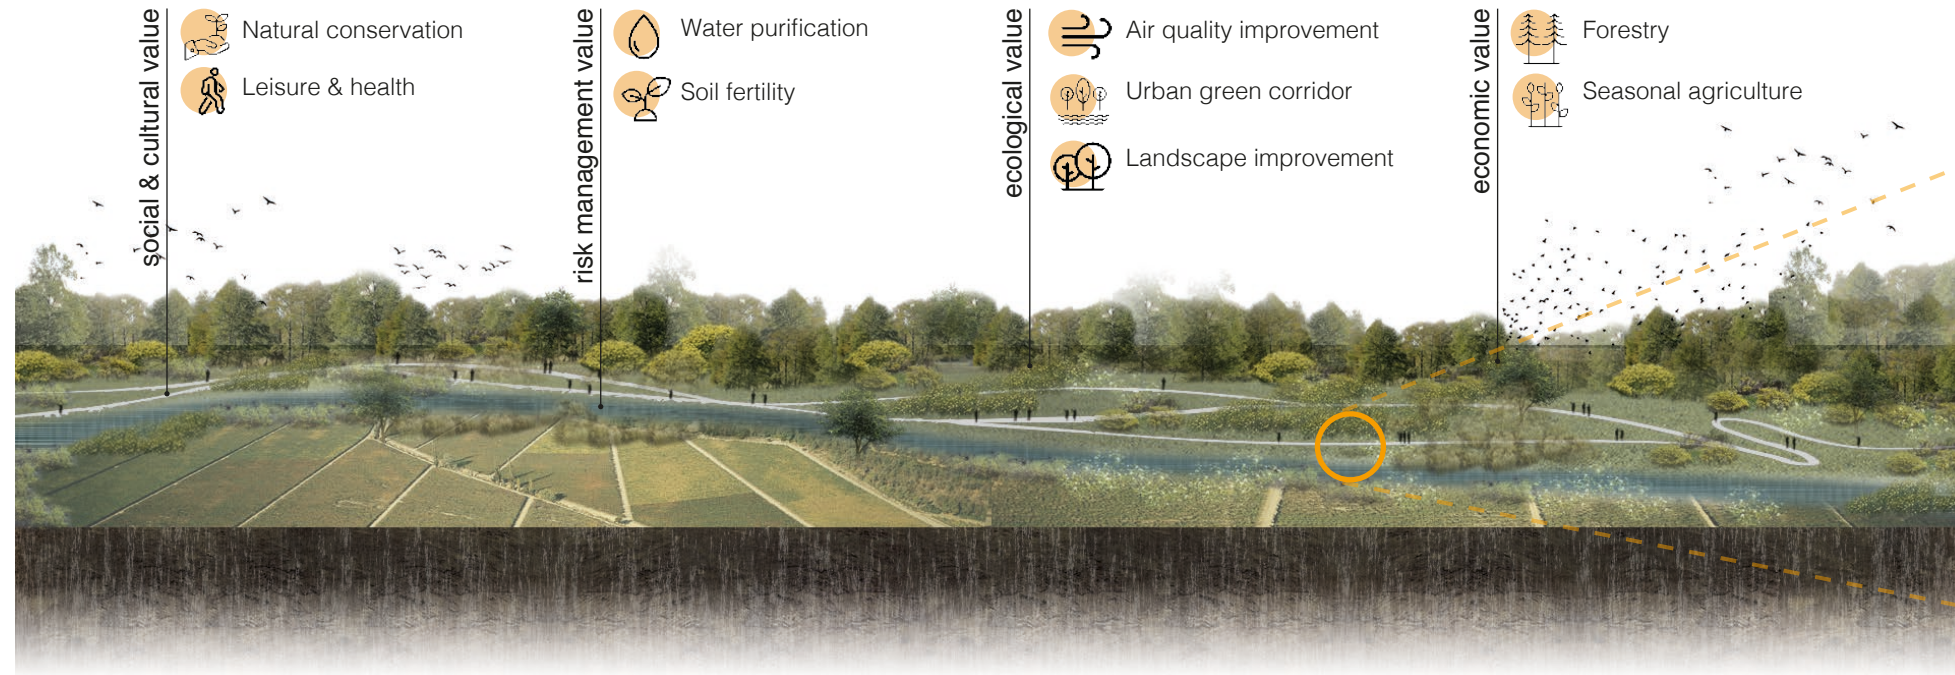 social & cultural value
Natural conservation
Leisure & health
risk management value
Water purification
Soil fertility
ecological value
Air quality improvement
Urban green corridor
Landscape improvement
economic value
Forestry
Seasonal agriculture